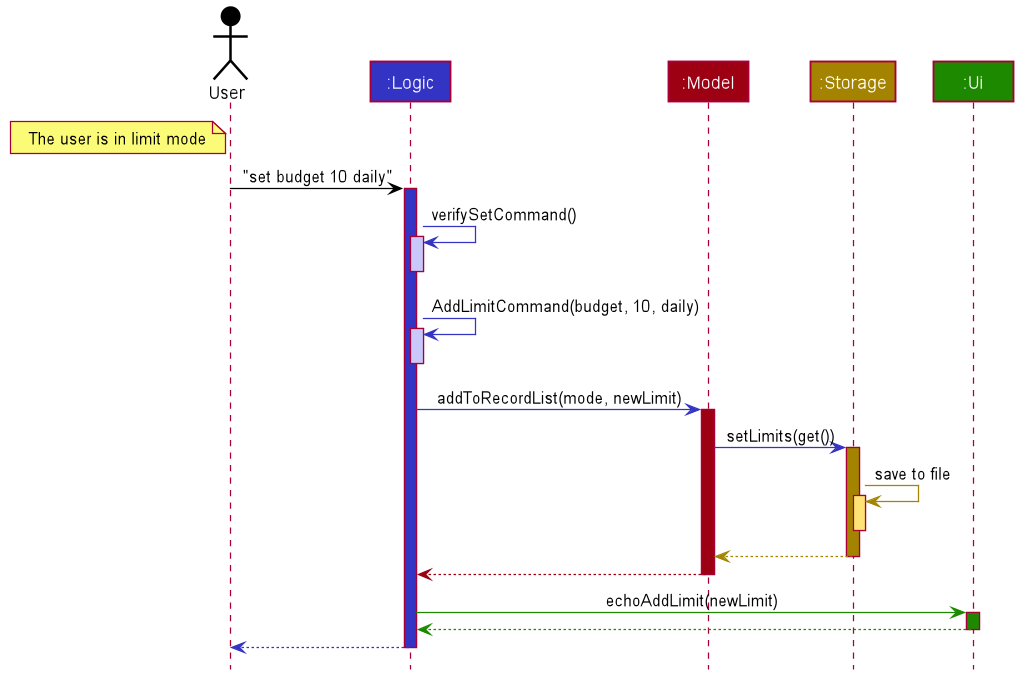 User
:Logic
:Model
:Storage
:Ui
The user is in limit mode
"set budget 10 daily"
verifySetCommand()
AddLimitCommand(budget, 10, daily)
addToRecordList(mode, newLimit)
setLimits(get())
save to file
echoAddLimit(newLimit)